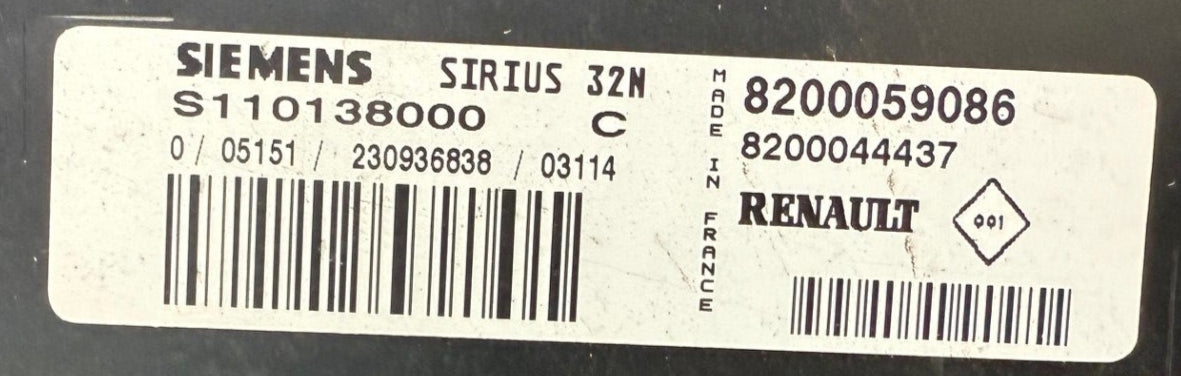 SIEMENS SIRIUS 32N
S110138000 C
0 / 05151 / 230936838 / 03114
MADE IN FRANCE
8200059086
8200044437
RENAULT 001